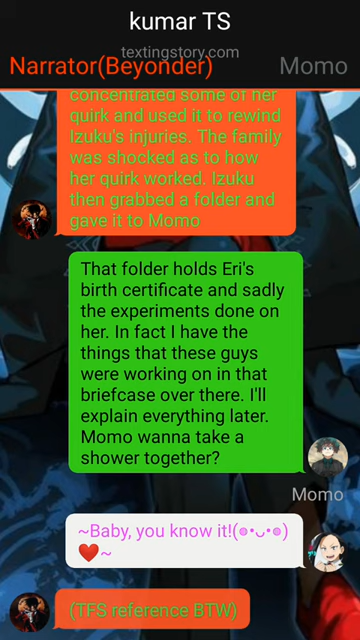 kumar TS
textingstory.com
Narrator(Beyonder)
Momo
concentrated some of her
quirk and used it to rewind
Izuku's injuries. The family
was shocked as to how
her quirk worked. Izuku
then grabbed a folder and
gave it to Momo
That folder holds Eri's
birth certificate and sadly
the experiments done on
her. In fact I have the
things that these guys
were working on in that
briefcase over there. I'll
explain everything later.
Momo wanna take a
shower together?
Momo
~Baby, you know it!(๑•ᴗ•๑)
❤️~
(TFS reference BTW)